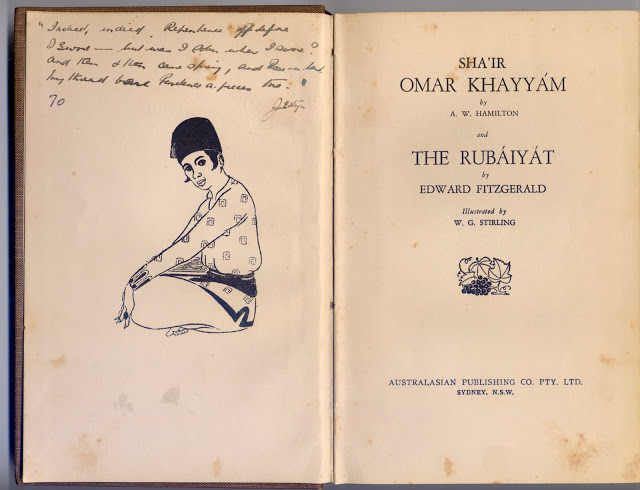 "Indeed, indeed, Repentance oft before
I swore — but was I sober when I swore?
And then & then came Spring, and Rose-in-hand
My thread bare Penitence a-pieces tore."
70
SHA'IR
OMAR KHAYYÁM
by
A. W. HAMILTON
and
THE RUBÁIYÁT
by
EDWARD FITZGERALD
Illustrated by
W. G. STIRLING
AUSTRALASIAN PUBLISHING CO. PTY. LTD.
SYDNEY, N.S.W.